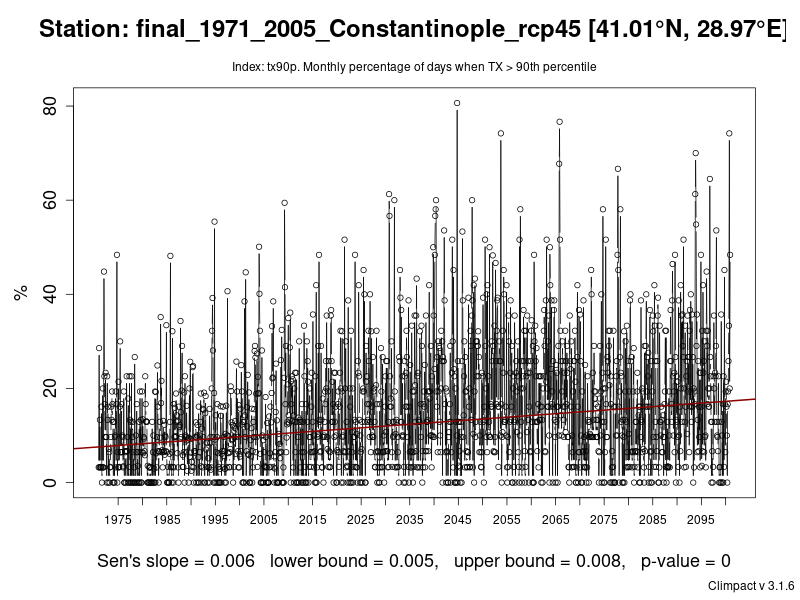 Station: final_1971_2005_Constantinople_rcp45 [41.01°N, 28.97°E]
Index: tx90p. Monthly percentage of days when TX > 90th percentile
%
80
60
40
20
0
1975 1985 1995 2005 2015 2025 2035 2045 2055 2065 2075 2085 2095
Sen's slope = 0.006 lower bound = 0.005, upper bound = 0.008, p-value = 0
Climpact v 3.1.6